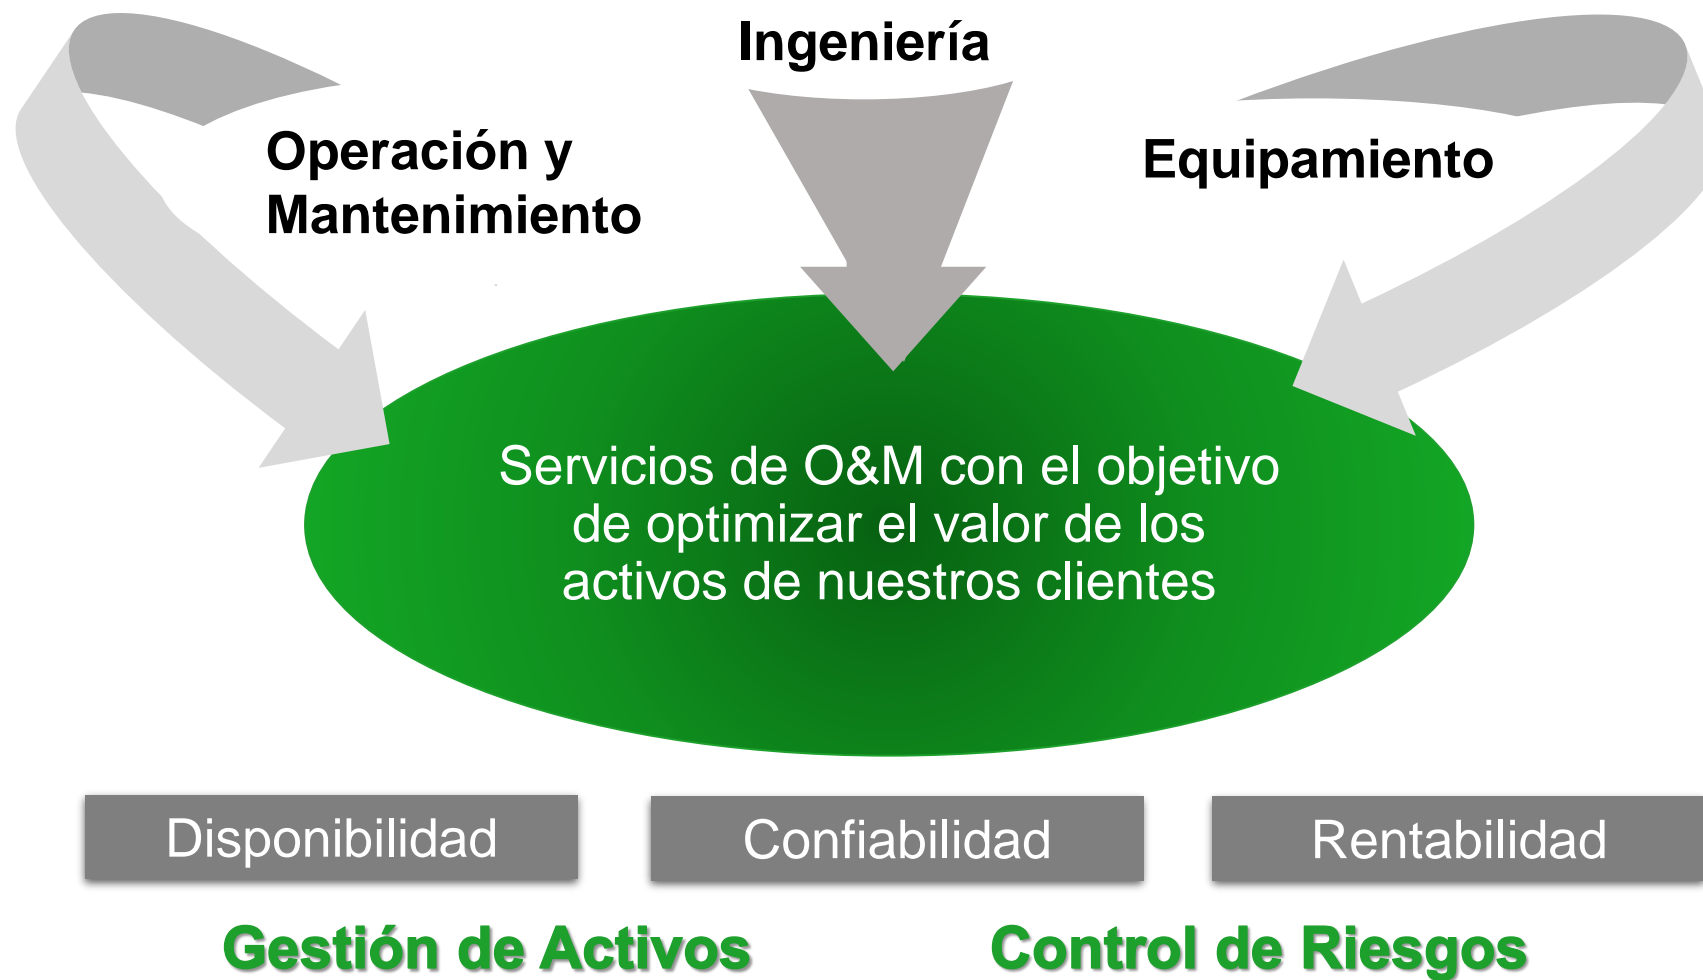 Ingeniería
Operación y
Mantenimiento
Equipamiento
Servicios de O&M con el objetivo
de optimizar el valor de los
activos de nuestros clientes
Disponibilidad
Confiabilidad
Rentabilidad
Gestión de Activos
Control de Riesgos